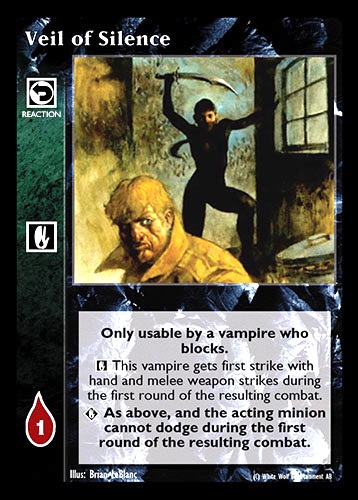 Veil of Silence
REACTION
Only usable by a vampire who
blocks.
This vampire gets first strike with
hand and melee weapon strikes during
the first round of the resulting combat.
As above, and the acting minion
cannot dodge during the first
round of the resulting combat.
1
Illus: Brian LeBlanc
(C) White Wolf Entertainment AB